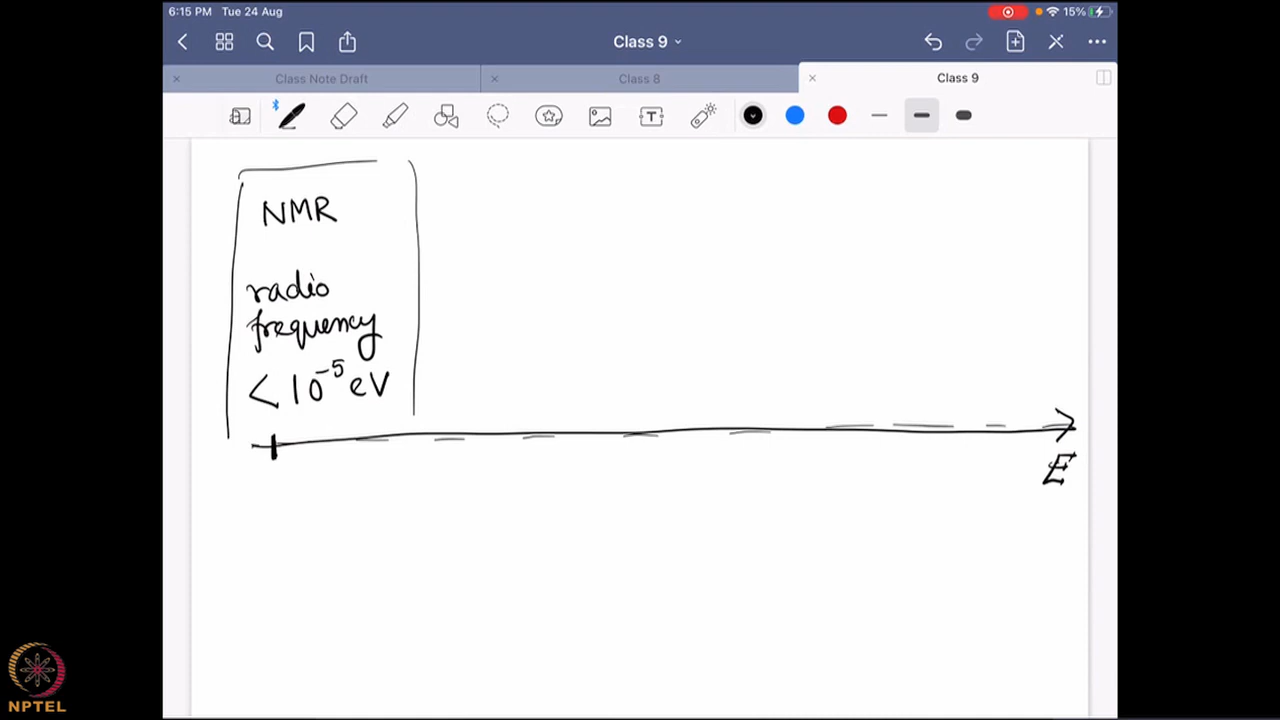 6:15 PM Tue 24 Aug
15%
Class 9
Class Note Draft
Class 8
Class 9
T
NMR
radio
frequency
< 10⁻⁵ eV
E
NPTEL